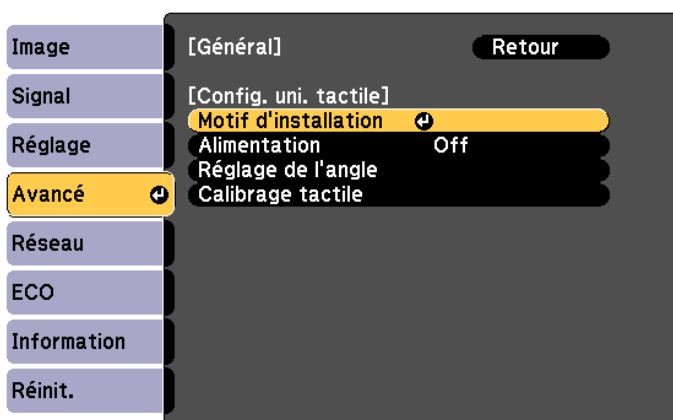 Image
Signal
Réglage
Avancé
Réseau
ECO
Information
Réinit.
[Général] Retour
[Config. uni. tactile]
Motif d'installation
Alimentation Off
Réglage de l'angle
Calibrage tactile